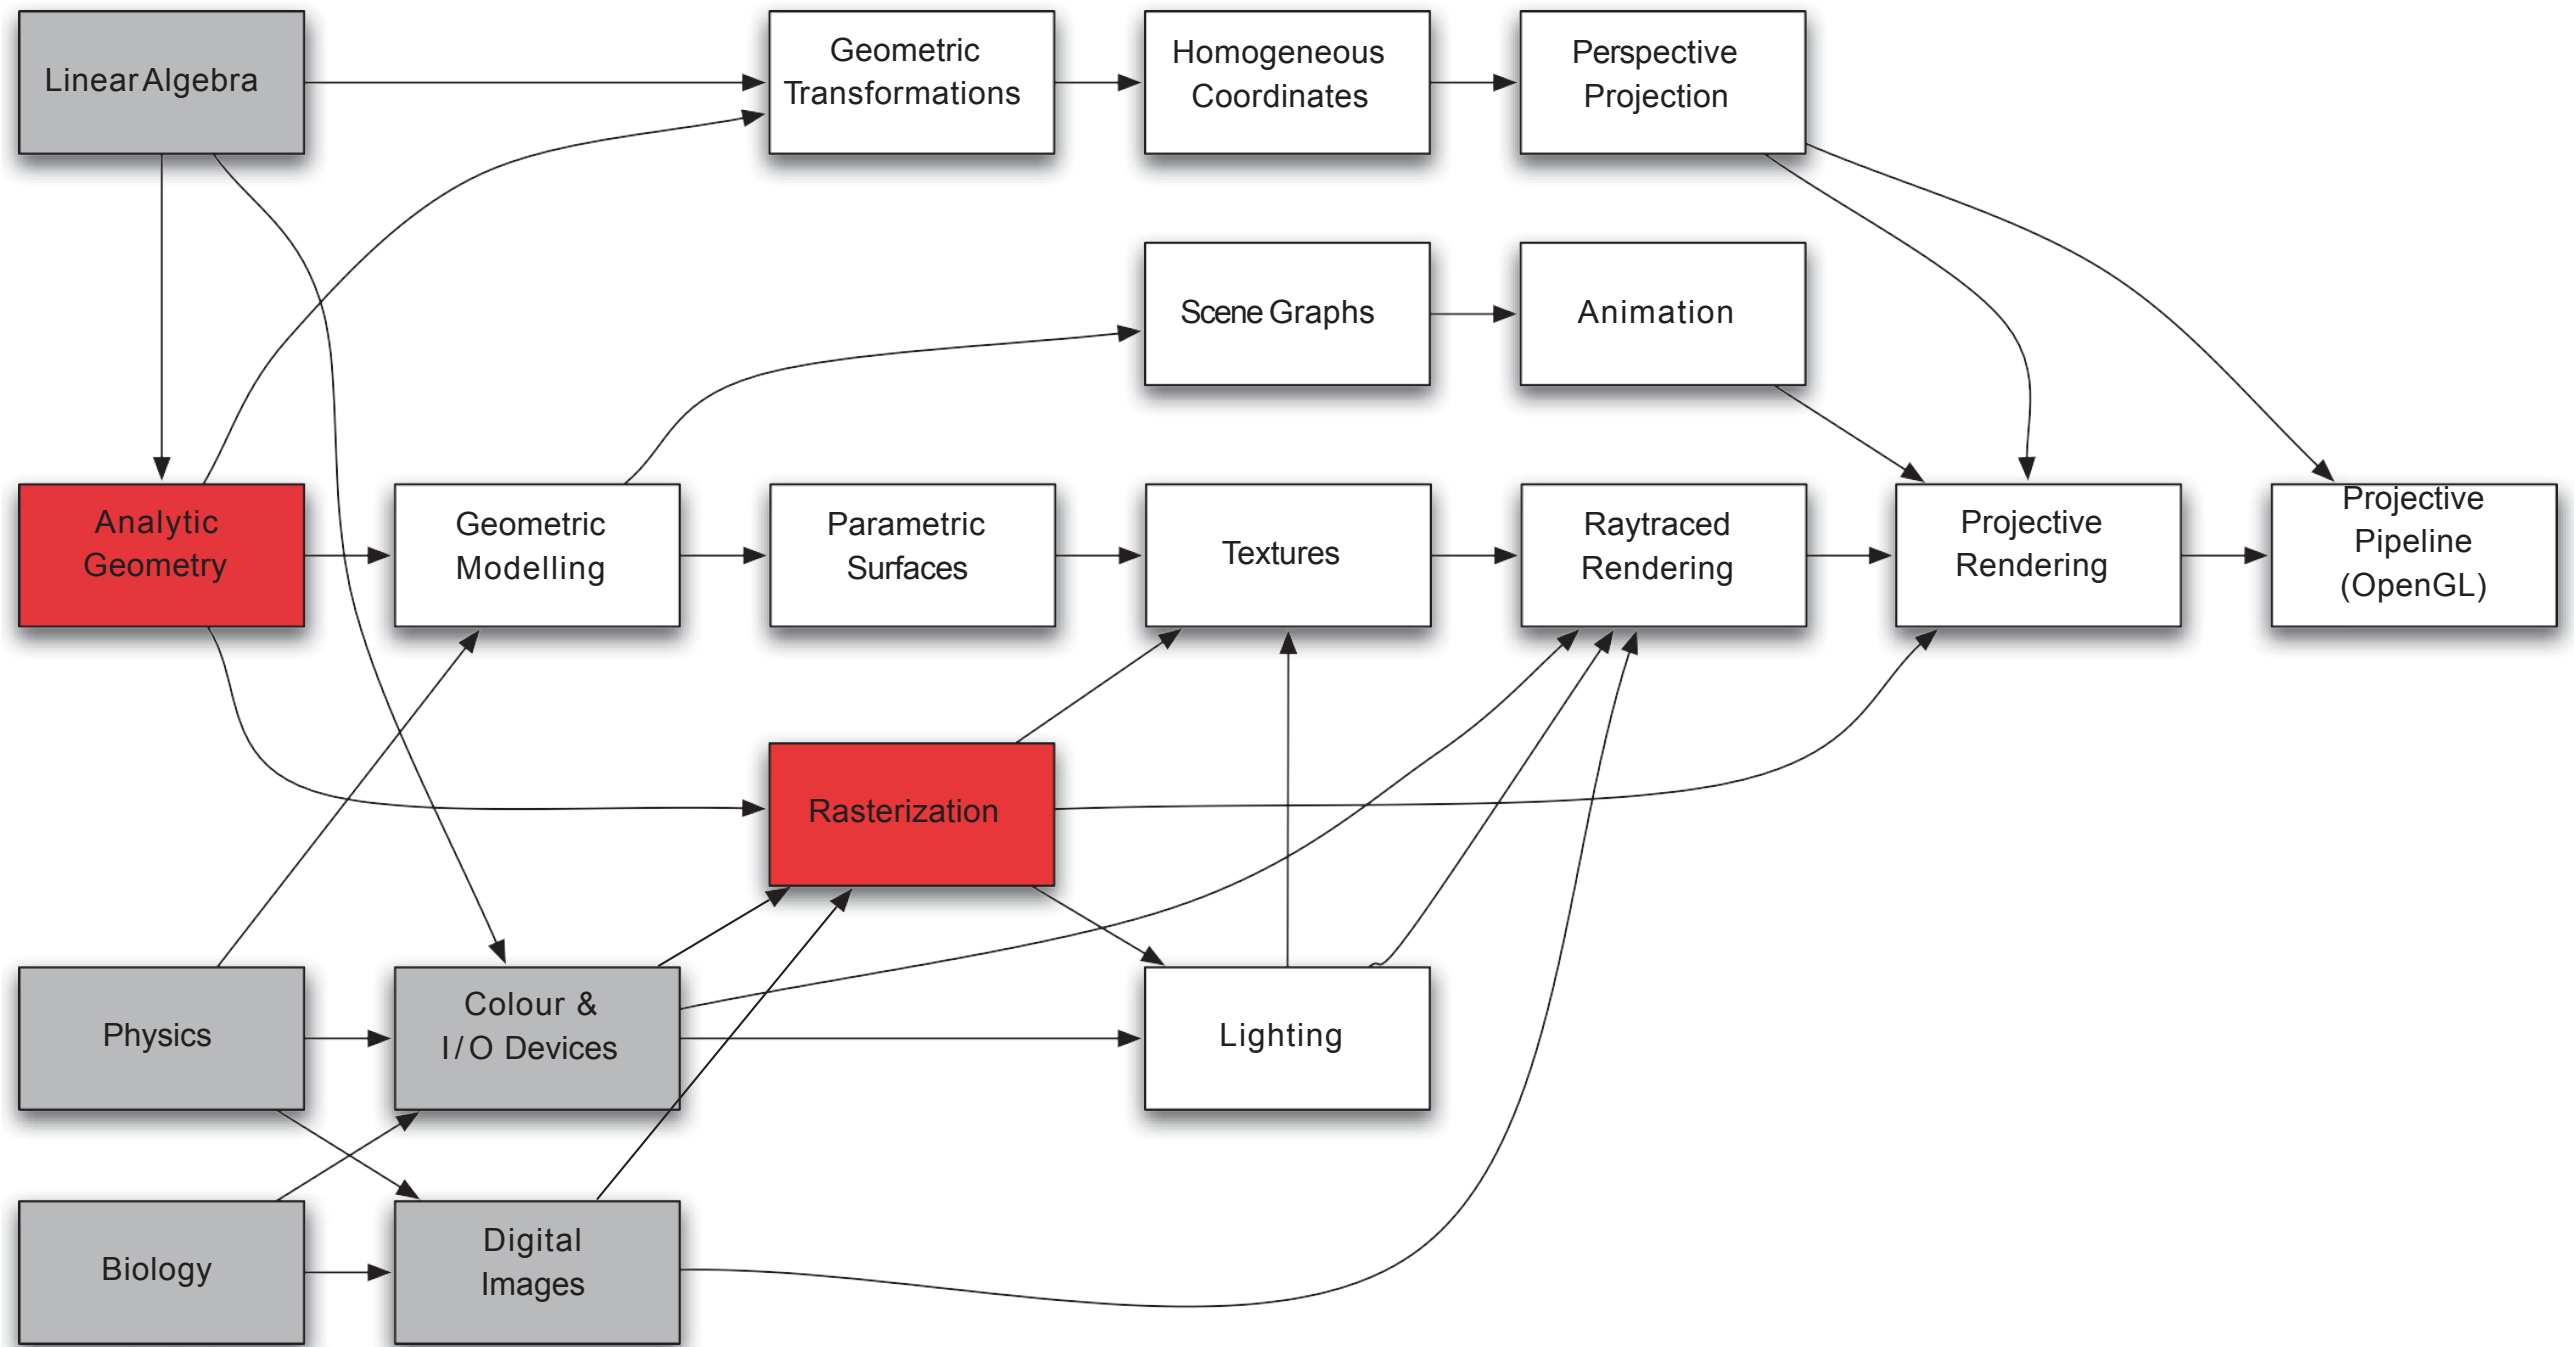 Linear Algebra
Geometric
Transformations
Homogeneous
Coordinates
Perspective
Projection
Scene Graphs
Animation
Analytic
Geometry
Geometric
Modelling
Parametric
Surfaces
Textures
Raytraced
Rendering
Projective
Rendering
Projective
Pipeline
(OpenGL)
Rasterization
Physics
Colour &
I/O Devices
Lighting
Biology
Digital
Images